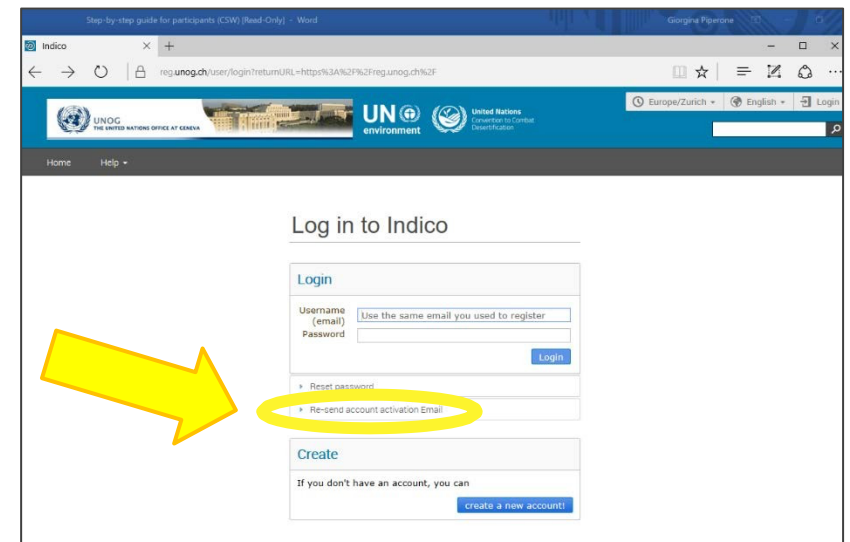 Step-by-step guide for participants (CSW) [Read-Only] - Word
Giorgina Piperone
Indico
reg.unog.ch/user/login?returnURL=https%3A%2F%2Freg.unog.ch%2F
UNOG
THE UNITED NATIONS OFFICE AT GENEVA
UN
environment
United Nations
Convention to Combat
Desertification
Europe/Zurich
English
Login
Home Help
Log in to Indico
Login
Username
(email)
Use the same email you used to register
Password
Login
Reset password
Re-send account activation Email
Create
If you don't have an account, you can
create a new account!